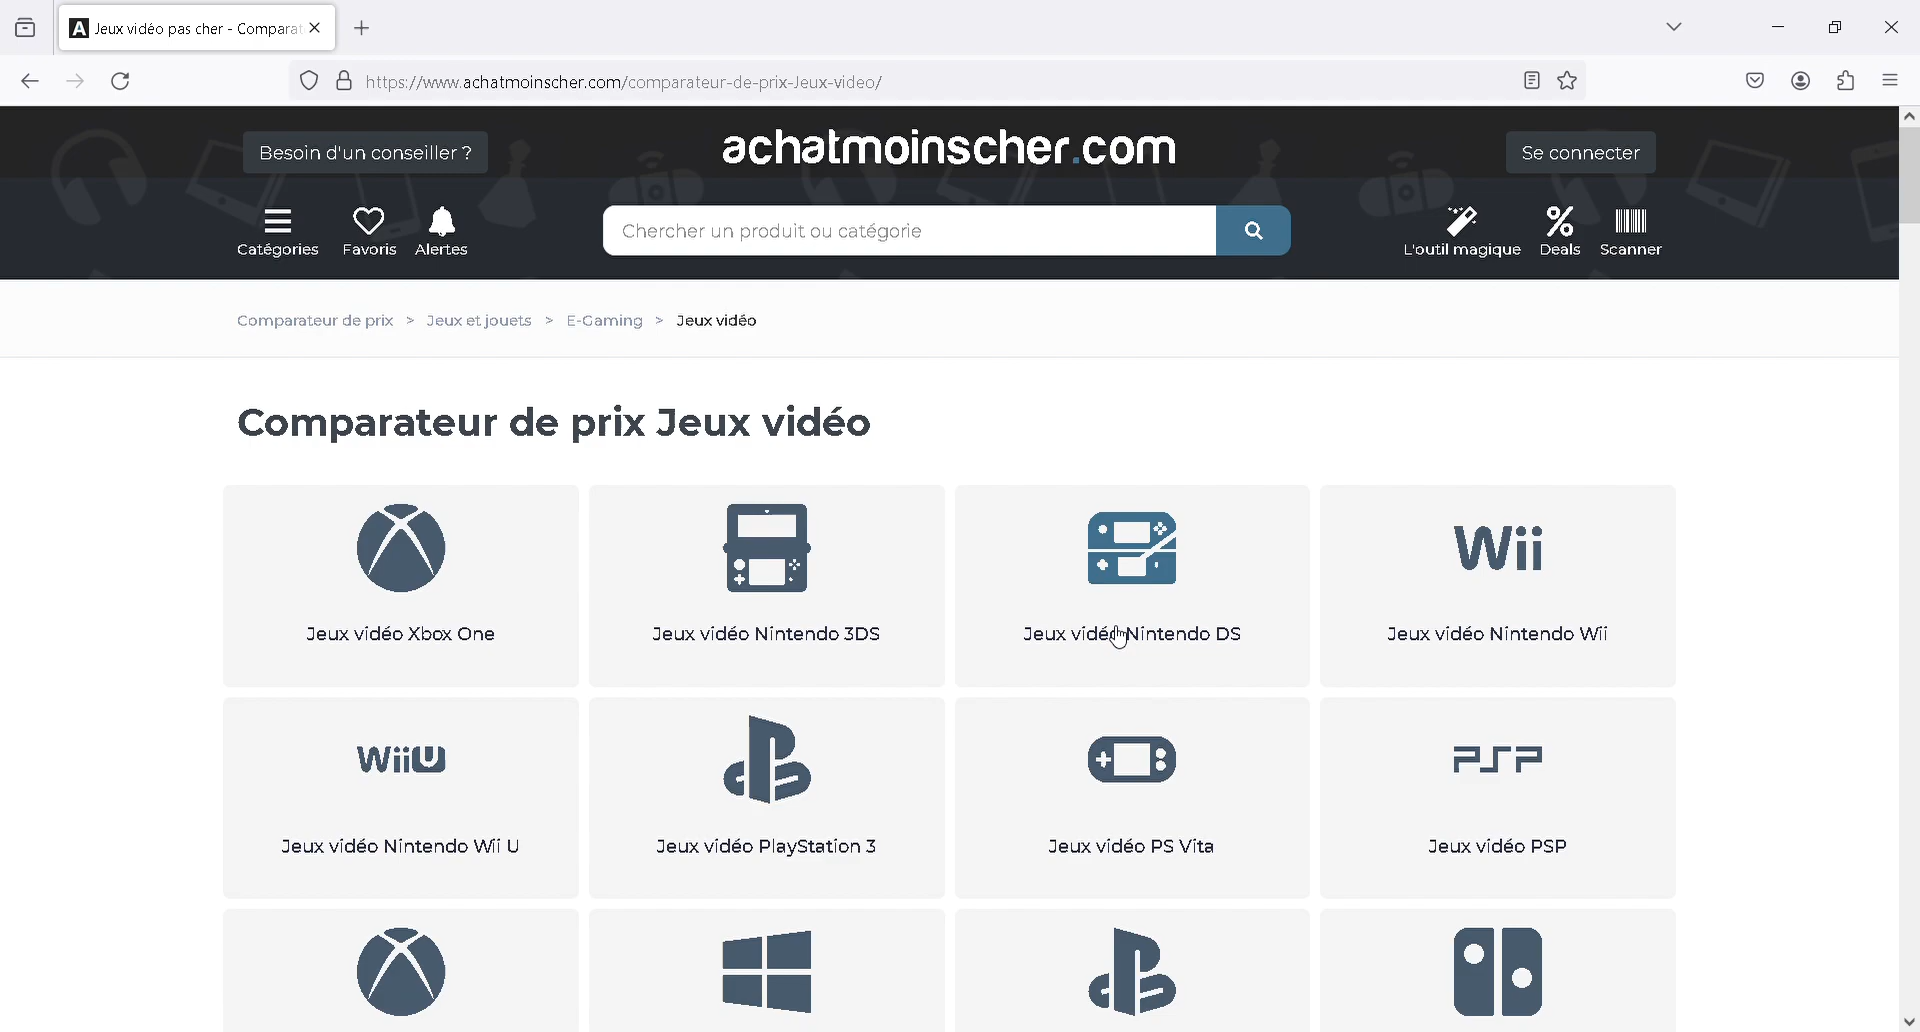 Jeux vidéo pas cher - Comparat
https://www.achatmoinscher.com/comparateur-de-prix-Jeux-video/
Besoin d'un conseiller ?
achatmoinscher.com
Se connecter
Catégories
Favoris
Alertes
Chercher un produit ou catégorie
L'outil magique
Deals
Scanner
Comparateur de prix > Jeux et jouets > E-Gaming > Jeux vidéo
Comparateur de prix Jeux vidéo
Wii
Jeux vidéo Xbox One
Jeux vidéo Nintendo 3DS
Jeux vidéo Nintendo DS
Jeux vidéo Nintendo Wii
WiiU
PSP
Jeux vidéo Nintendo Wii U
Jeux vidéo PlayStation 3
Jeux vidéo PS Vita
Jeux vidéo PSP